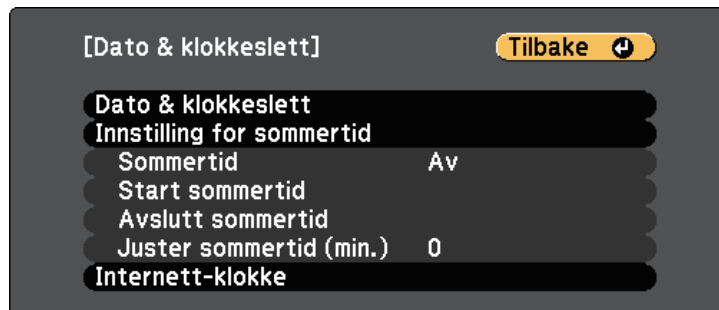 [Dato & klokkeslett] Tilbake
Dato & klokkeslett
Innstilling for sommertid
Sommertid Av
Start sommertid
Avslutt sommertid
Juster sommertid (min.) 0
Internett-klokke